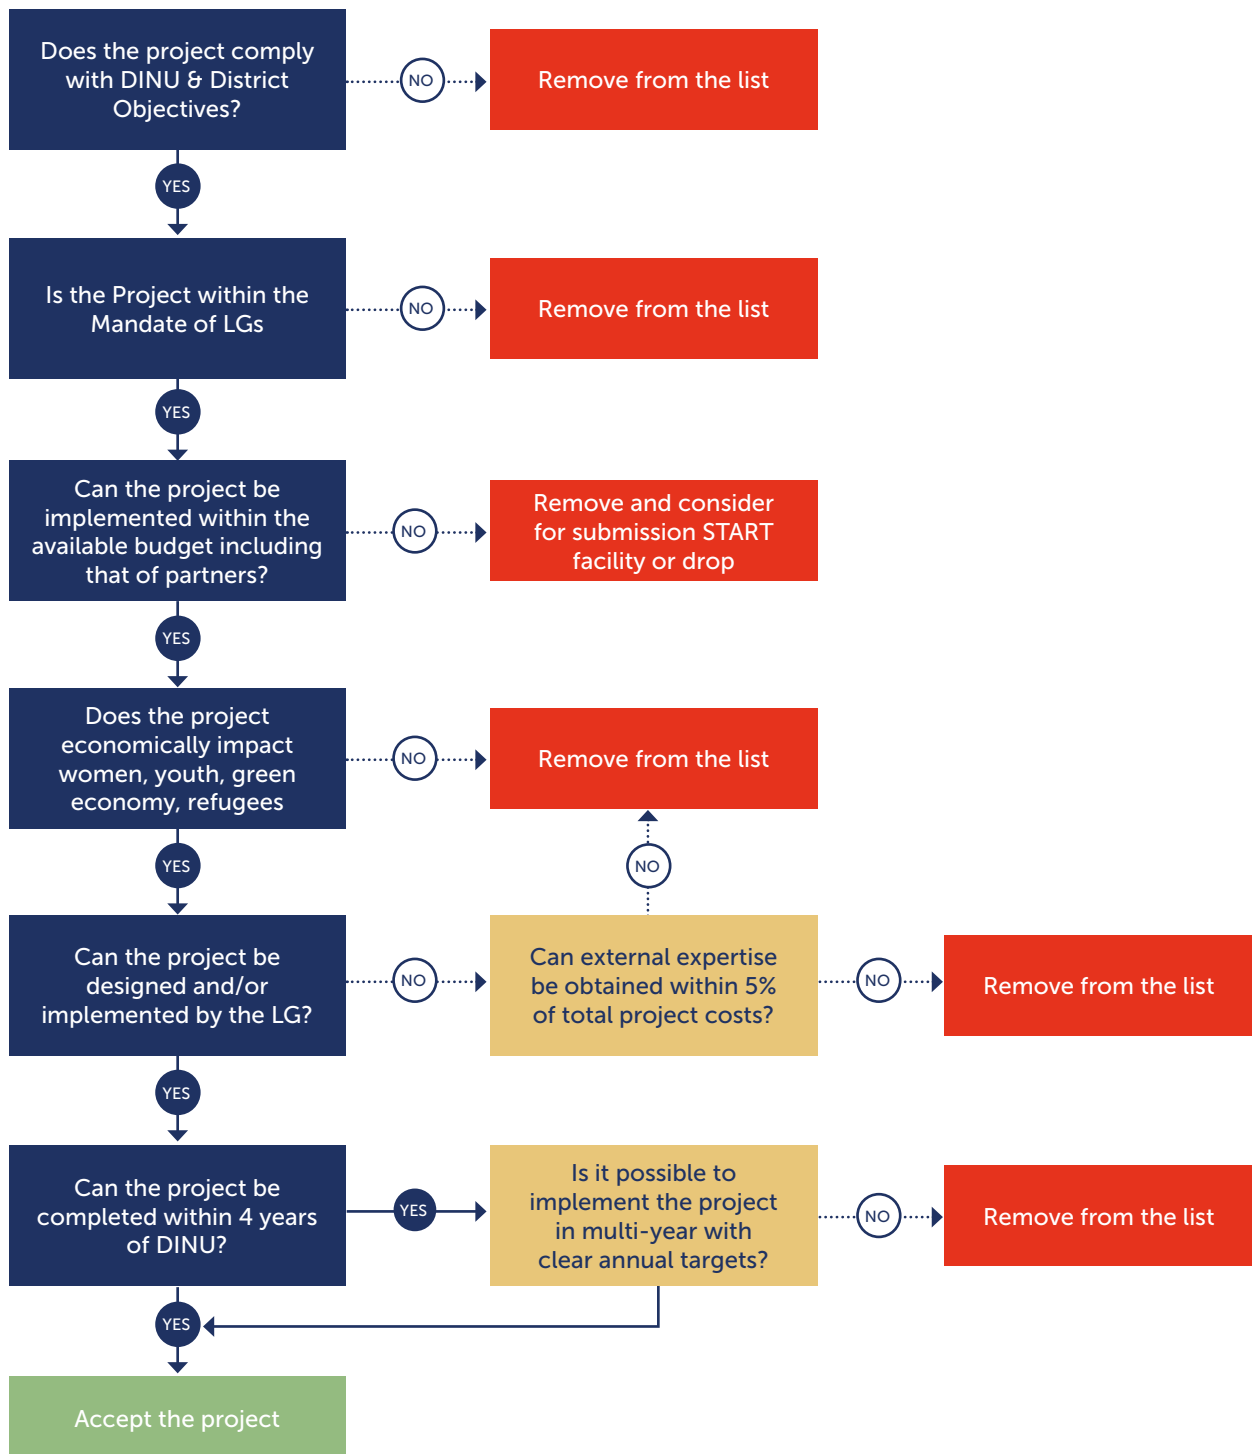 Does the project comply
with DINU & District
Objectives?
NO
Remove from the list
YES
Is the Project within the
Mandate of LGs
NO
Remove from the list
YES
Can the project be
implemented within the
available budget including
that of partners?
NO
Remove and consider
for submission START
facility or drop
YES
Does the project
economically impact
women, youth, green
economy, refugees
NO
Remove from the list
YES
NO
Can the project be
designed and/or
implemented by the LG?
NO
Can external expertise
be obtained within 5%
of total project costs?
NO
Remove from the list
YES
Can the project be
completed within 4 years
of DINU?
YES
Is it possible to
implement the project
in multi-year with
clear annual targets?
NO
Remove from the list
YES
Accept the project